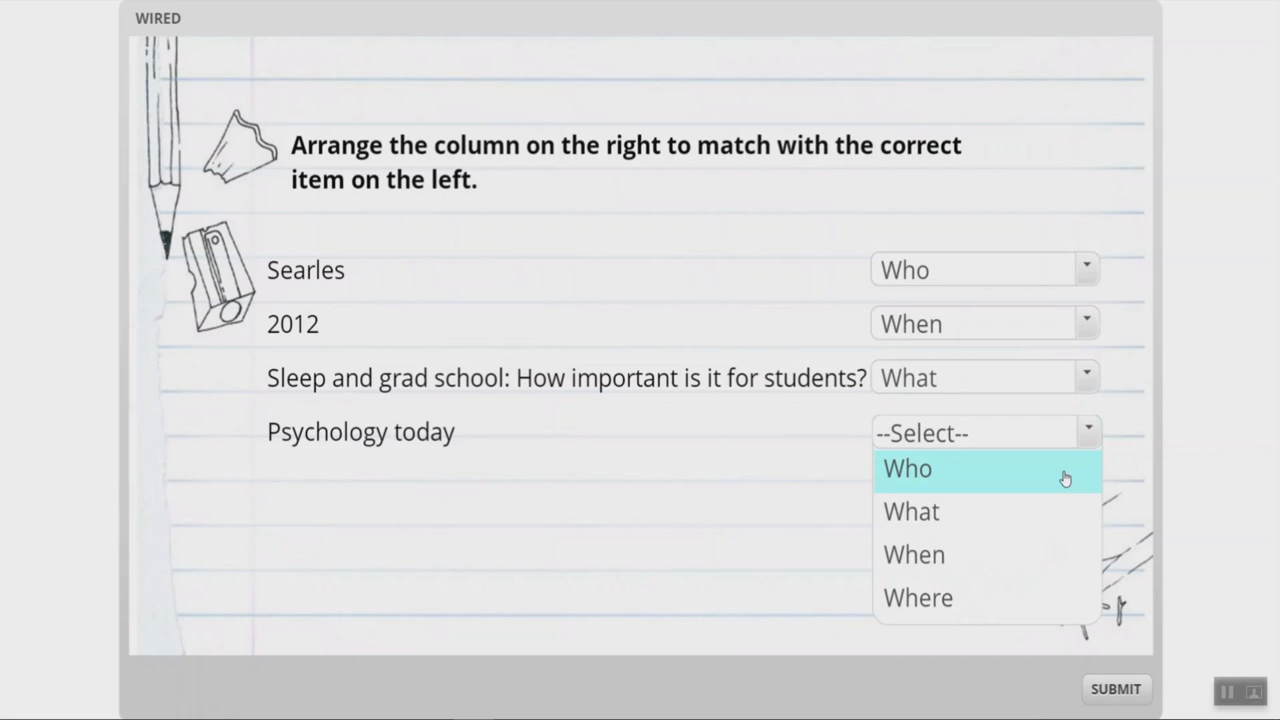 WIRED
Arrange the column on the right to match with the correct
item on the left.
Searles Who
2012 When
Sleep and grad school: How important is it for students? What
Psychology today --Select--
Who
What
When
Where
SUBMIT